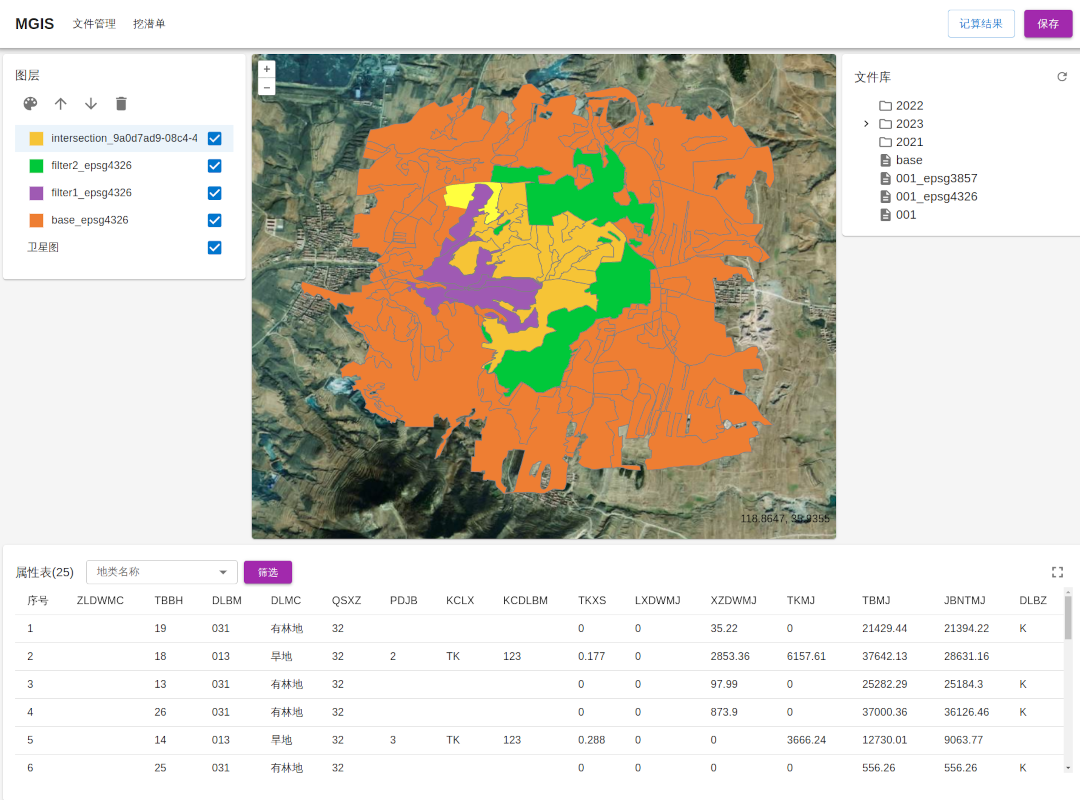 MGIS 文件管理 挖潜单 记算结果 保存
图层
intersection_9a0d7ad9-08c4-4
filter2_epsg4326
filter1_epsg4326
base_epsg4326
卫星图
+
−
118.8647, 39.9355
文件库
2022
2023
2021
base
001_epsg3857
001_epsg4326
001
属性表(25) 地类名称 筛选
序号 ZLDWMC TBBH DLBM DLMC QSXZ PDJB KCLX KCDLBM TKXS LXDWMJ XZDWMJ TKMJ TBMJ JBNTMJ DLBZ
1 19 031 有林地 32 0 0 35.22 0 21429.44 21394.22 K
2 18 013 旱地 32 2 TK 123 0.177 0 2853.36 6157.61 37642.13 28631.16
3 13 031 有林地 32 0 0 97.99 0 25282.29 25184.3 K
4 26 031 有林地 32 0 0 873.9 0 37000.36 36126.46 K
5 14 013 旱地 32 3 TK 123 0.288 0 0 3666.24 12730.01 9063.77
6 25 031 有林地 32 0 0 0 0 556.26 556.26 K